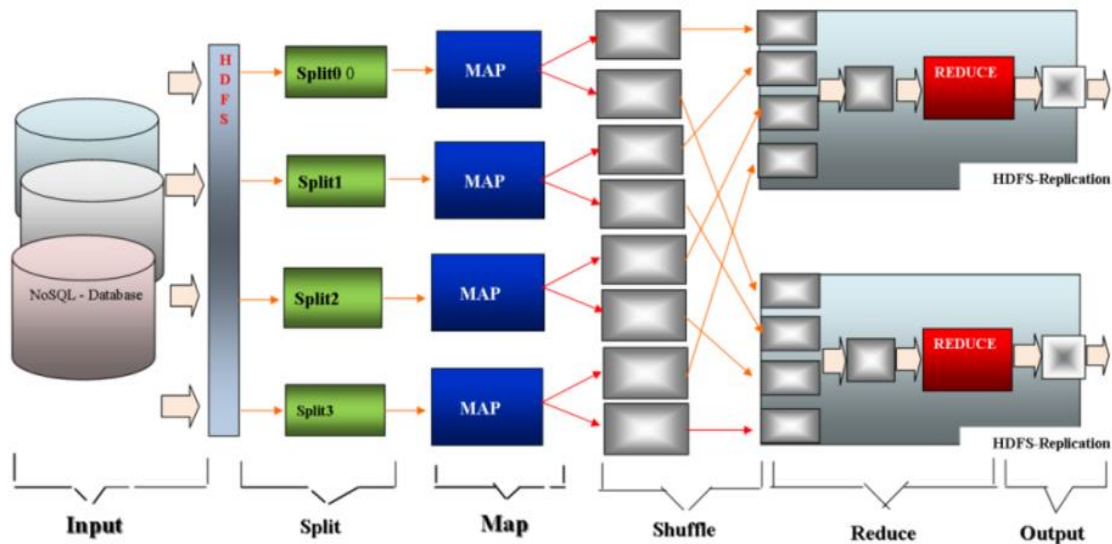 H
D
F
S
Split0 0
MAP
REDUCE
HDFS-Replication
Split1
MAP
NoSQL - Database
Split2
MAP
REDUCE
Split3
MAP
HDFS-Replication
Input
Split
Map
Shuffle
Reduce
Output